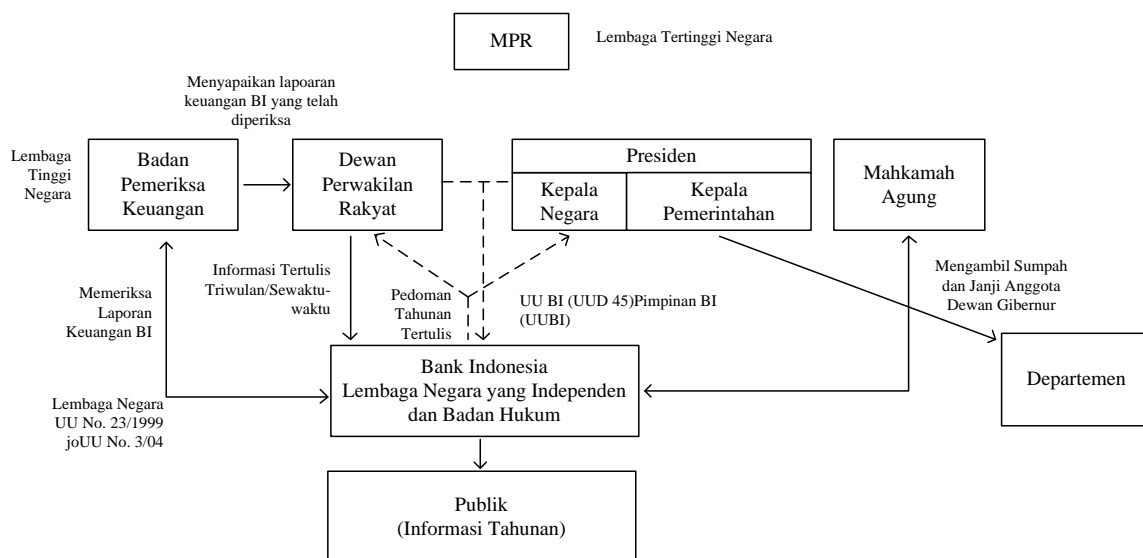 MPR
Lembaga Tertinggi Negara
Menyapaikan lapoaran
keuangan BI yang telah
diperiksa
Lembaga
Tinggi
Negara
Badan
Pemeriksa
Keuangan
Dewan
Perwakilan
Rakyat
Presiden
Kepala
Negara
Kepala
Pemerintahan
Mahkamah
Agung
Memeriksa
Laporan
Keuangan BI
Informasi Tertulis
Triwulan/Sewaktu-
waktu
Pedoman
Tahunan
Tertulis
UU BI (UUD 45)Pimpinan BI
(UUBI)
Mengambil Sumpah
dan Janji Anggota
Dewan Gibernur
Bank Indonesia
Lembaga Negara yang Independen
dan Badan Hukum
Departemen
Lembaga Negara
UU No. 23/1999
joUU No. 3/04
Publik
(Informasi Tahunan)